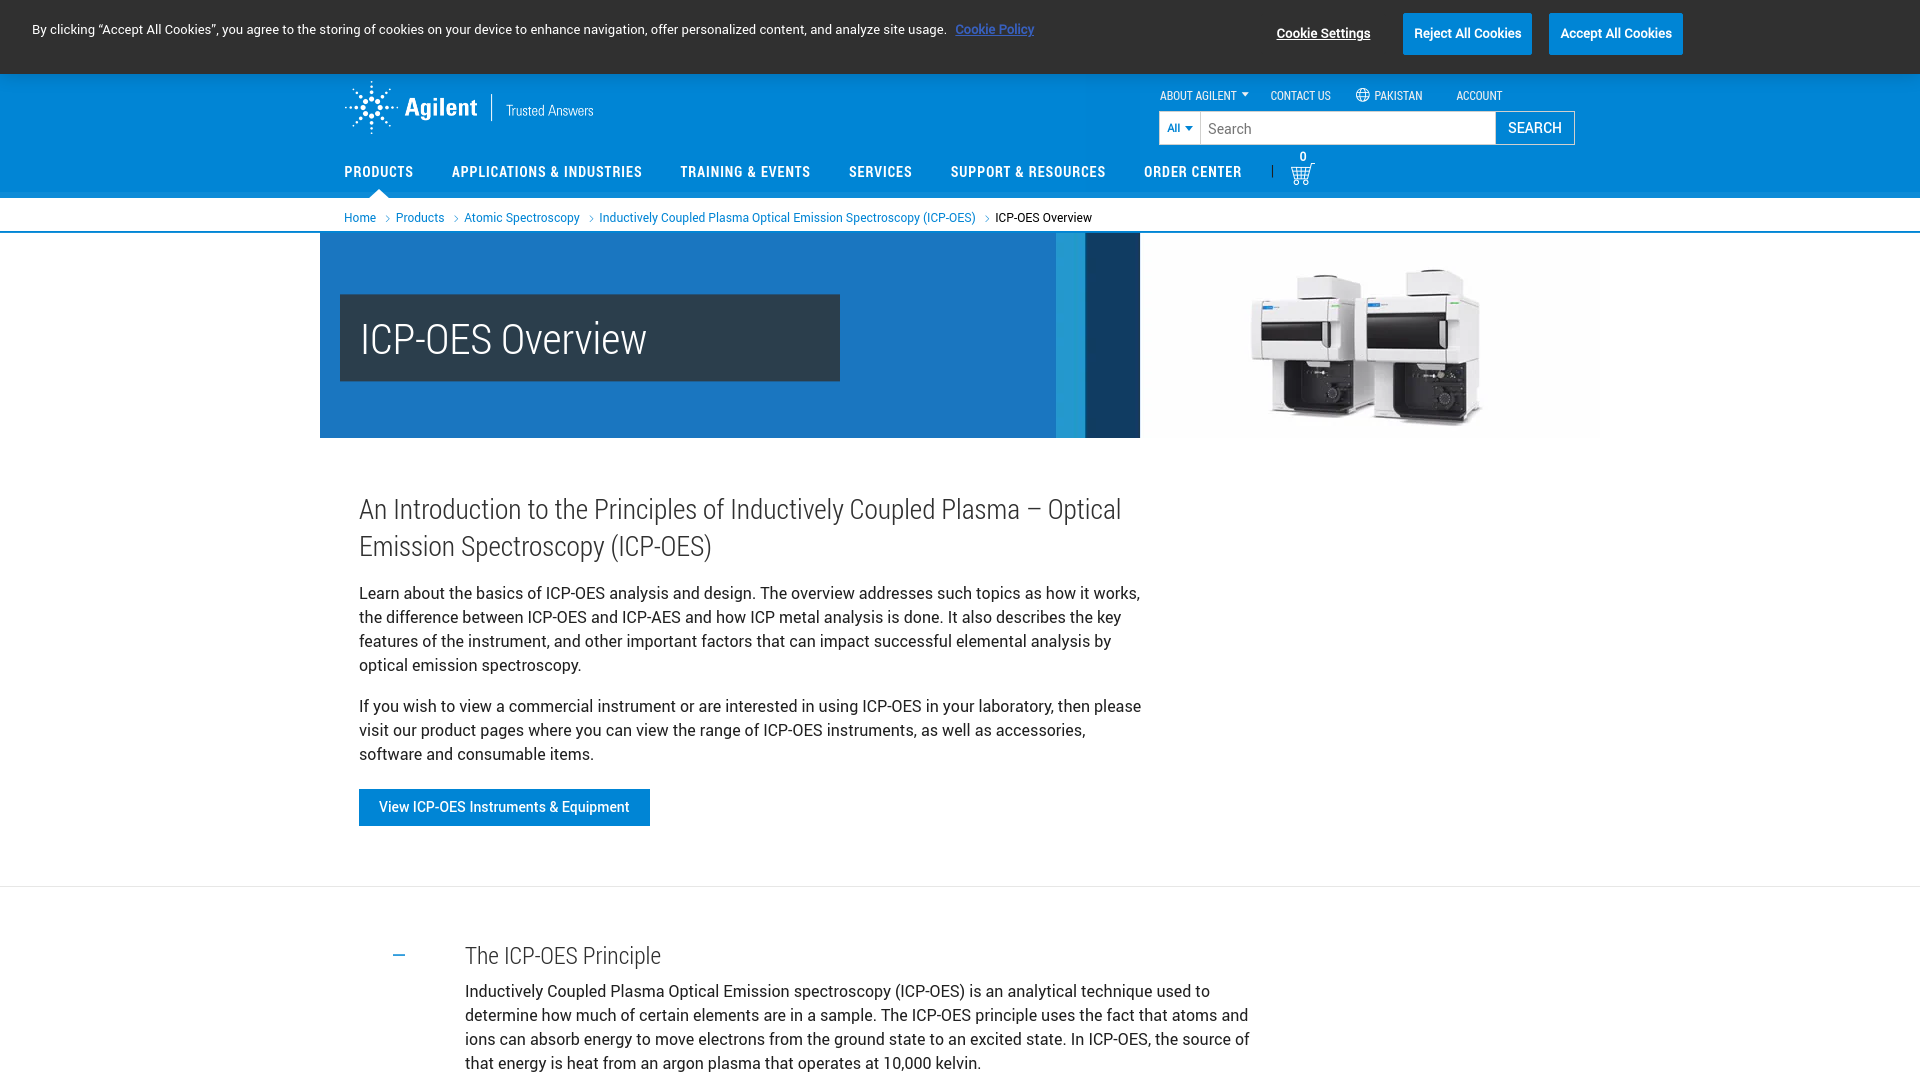 By clicking “Accept All Cookies”, you agree to the storing of cookies on your device to enhance navigation, offer personalized content, and analyze site usage. Cookie Policy
Cookie Settings
Reject All Cookies
Accept All Cookies
Agilent
Trusted Answers
ABOUT AGILENT
CONTACT US
PAKISTAN
ACCOUNT
All
Search
SEARCH
PRODUCTS
APPLICATIONS & INDUSTRIES
TRAINING & EVENTS
SERVICES
SUPPORT & RESOURCES
ORDER CENTER
0
Home
Products
Atomic Spectroscopy
Inductively Coupled Plasma Optical Emission Spectroscopy (ICP-OES)
ICP-OES Overview
ICP-OES Overview
An Introduction to the Principles of Inductively Coupled Plasma – Optical
Emission Spectroscopy (ICP-OES)
Learn about the basics of ICP-OES analysis and design. The overview addresses such topics as how it works,
the difference between ICP-OES and ICP-AES and how ICP metal analysis is done. It also describes the key
features of the instrument, and other important factors that can impact successful elemental analysis by
optical emission spectroscopy.
If you wish to view a commercial instrument or are interested in using ICP-OES in your laboratory, then please
visit our product pages where you can view the range of ICP-OES instruments, as well as accessories,
software and consumable items.
View ICP-OES Instruments & Equipment
The ICP-OES Principle
Inductively Coupled Plasma Optical Emission spectroscopy (ICP-OES) is an analytical technique used to
determine how much of certain elements are in a sample. The ICP-OES principle uses the fact that atoms and
ions can absorb energy to move electrons from the ground state to an excited state. In ICP-OES, the source of
that energy is heat from an argon plasma that operates at 10,000 kelvin.